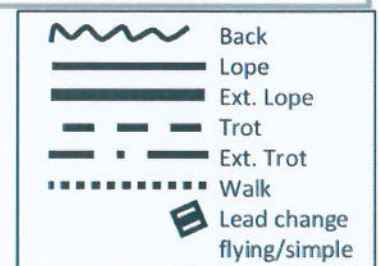 Back
Lope
Ext. Lope
Trot
Ext. Trot
Walk
Lead change
flying/simple